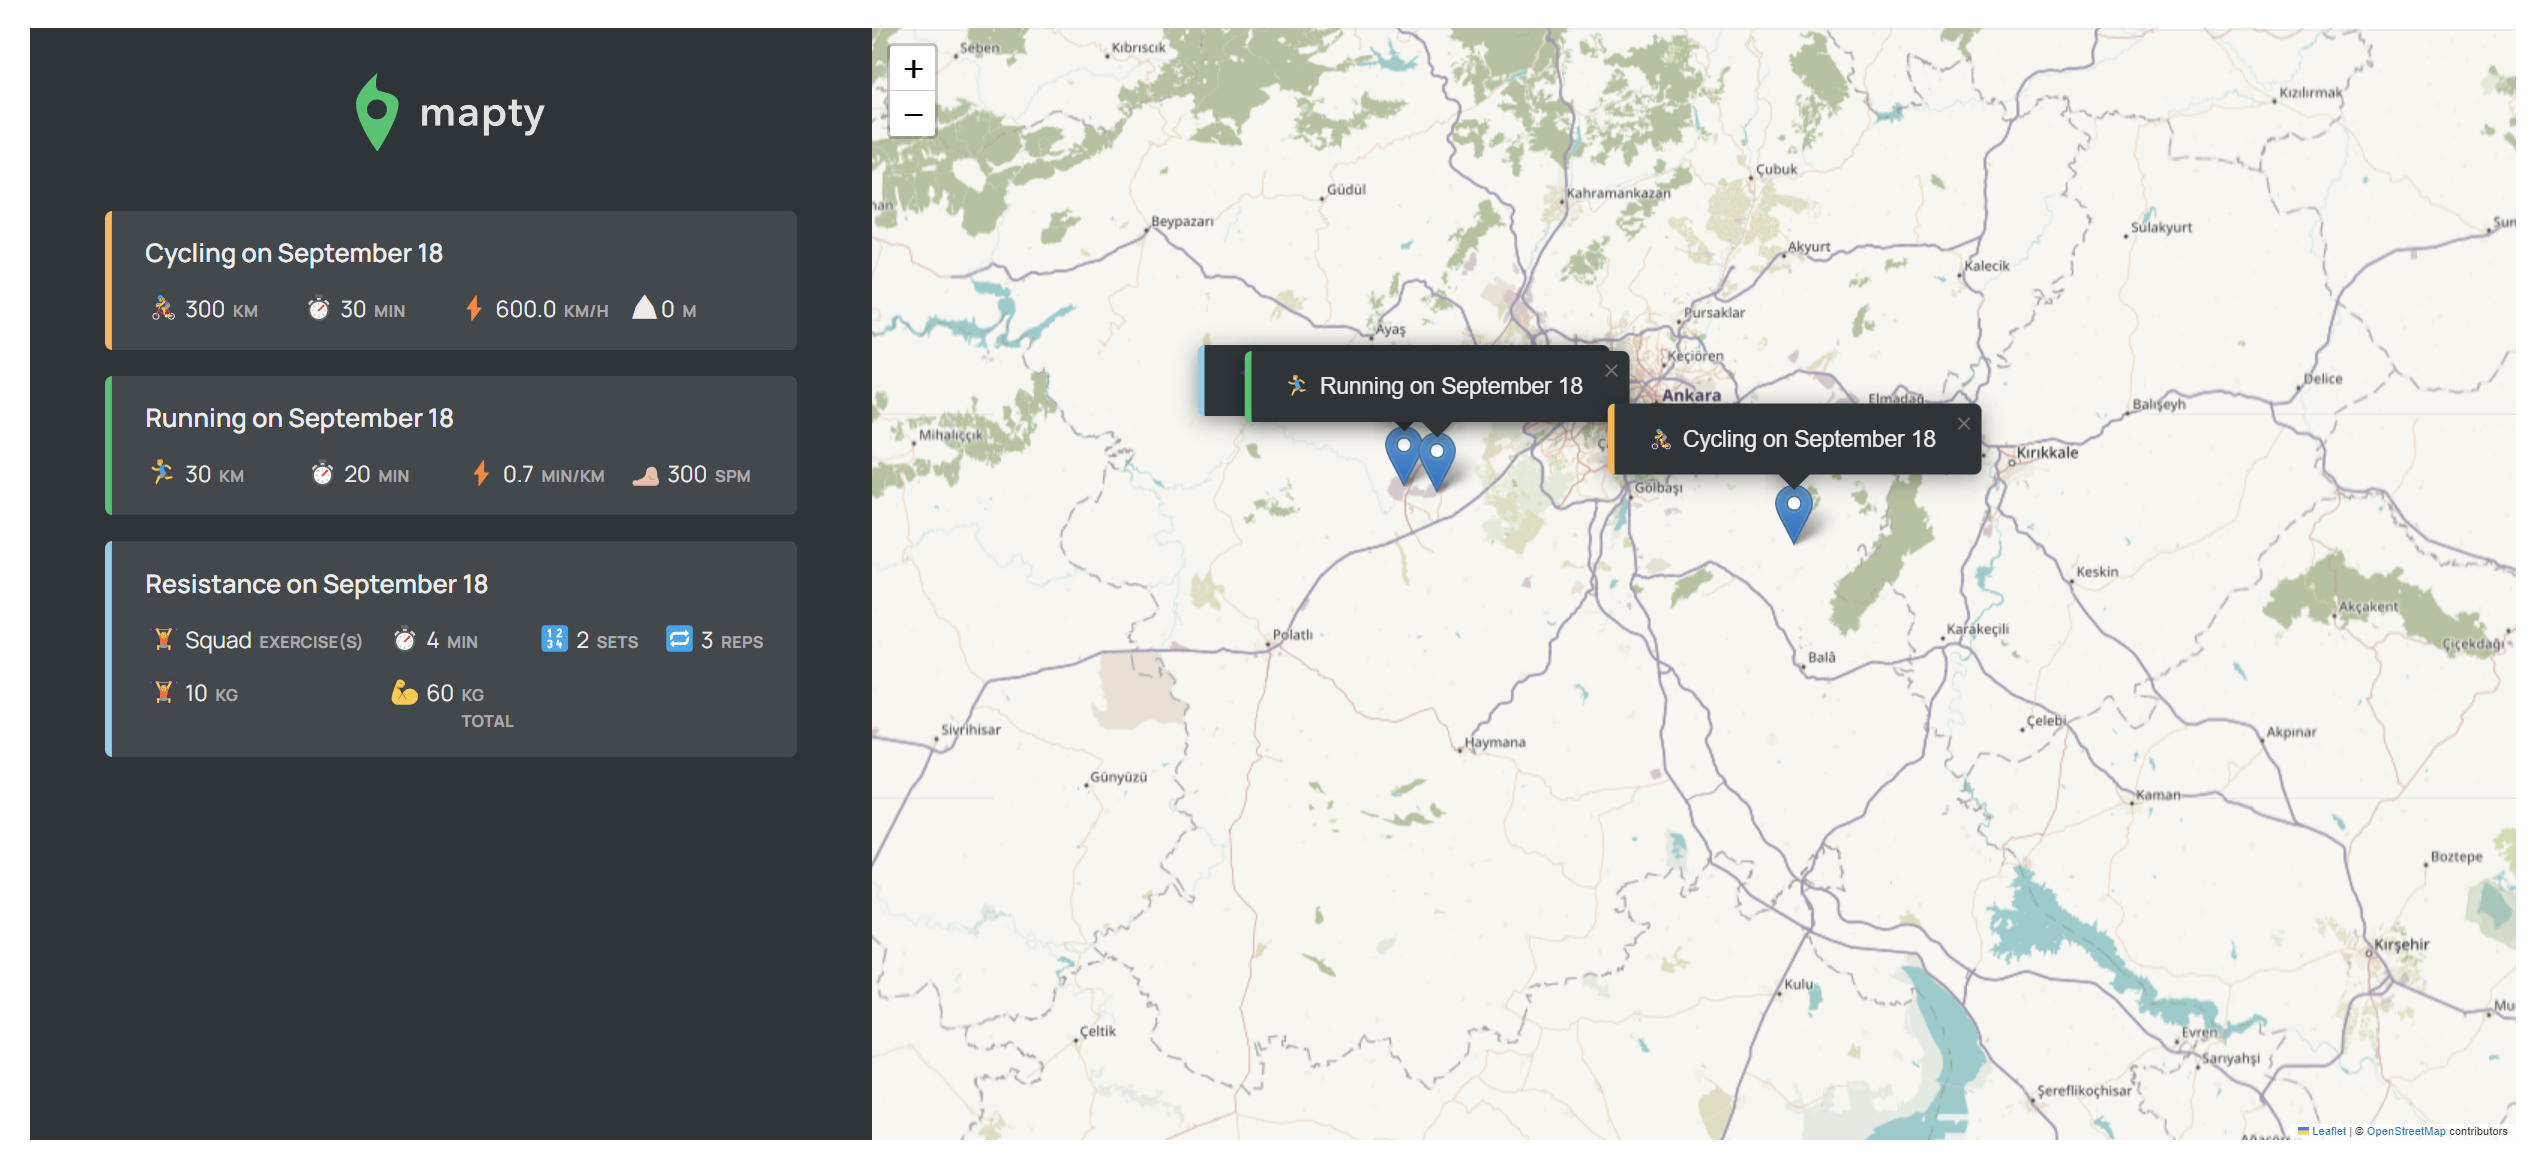 mapty
Cycling on September 18
300 KM
30 MIN
600.0 KM/H
0 M
Running on September 18
30 KM
20 MIN
0.7 MIN/KM
300 SPM
Resistance on September 18
Squad EXERCISE(S)
4 MIN
2 SETS
3 REPS
10 KG
60 KG
TOTAL
+
−
Seben
Kıbrıscık
Kızılırmak
Çubuk
Güdül
Kahramankazan
Beypazarı
Sulakyurt
Akyurt
Kalecik
Pursaklar
Ayaş
Keçiören
Running on September 18 ×
Delice
Ankara
Elmadağ
Balışeyh
Cycling on September 18 ×
Mihalıççık
Kırıkkale
Gölbaşı
Keskin
Akçakent
Karakeçili
Polatlı
Çiçekdağı
Balâ
Çelebi
Sivrihisar
Akpınar
Haymana
Günyüzü
Kaman
Boztepe
Kırşehir
Kulu
Çeltik
Evren
Sarıyahşi
Şereflikoçhisar
Leaflet | © OpenStreetMap contributors